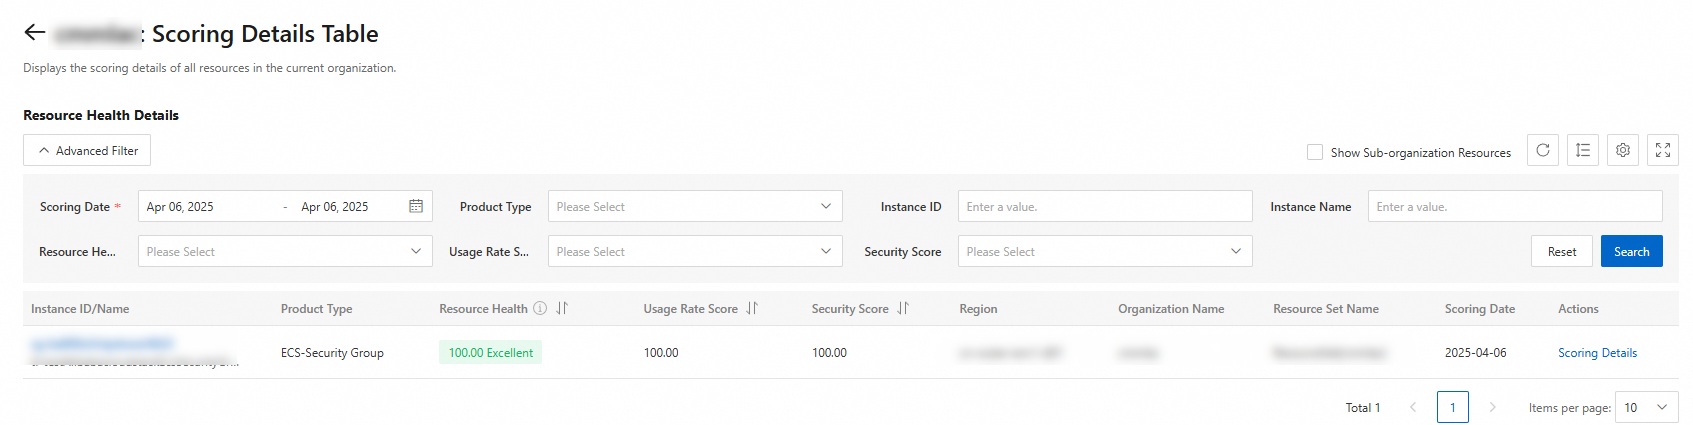 : Scoring Details Table
Displays the scoring details of all resources in the current organization.
Resource Health Details
Advanced Filter
Show Sub-organization Resources
Scoring Date * Apr 06, 2025 - Apr 06, 2025 Product Type Please Select Instance ID Enter a value. Instance Name Enter a value.
Resource He... Please Select Usage Rate S... Please Select Security Score Please Select Reset Search
Instance ID/Name Product Type Resource Health Usage Rate Score Security Score Region Organization Name Resource Set Name Scoring Date Actions
ECS-Security Group 100.00 Excellent 100.00 100.00 2025-04-06 Scoring Details
Total 1 1 Items per page: 10